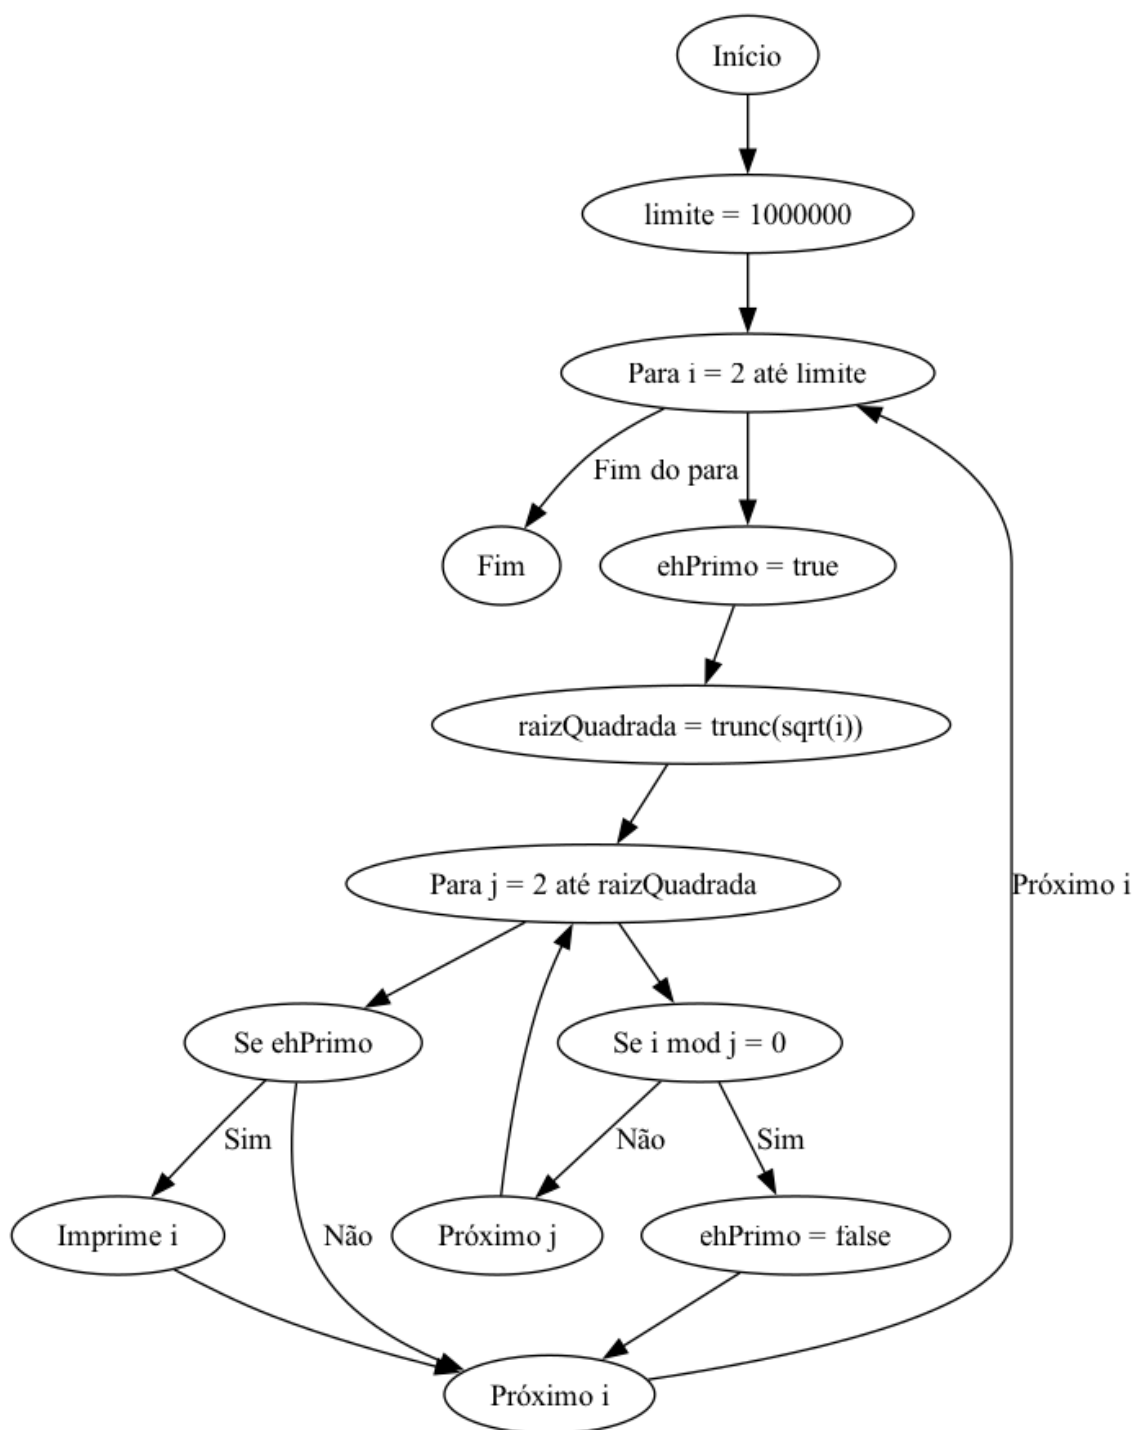 Início
limite = 1000000
Para i = 2 até limite
Fim do para
Fim
ehPrimo = true
raizQuadrada = trunc(sqrt(i))
Para j = 2 até raizQuadrada
Próximo i
Se ehPrimo
Se i mod j = 0
Sim
Não
Sim
Imprime i
Não
Próximo j
ehPrimo = false
Próximo i